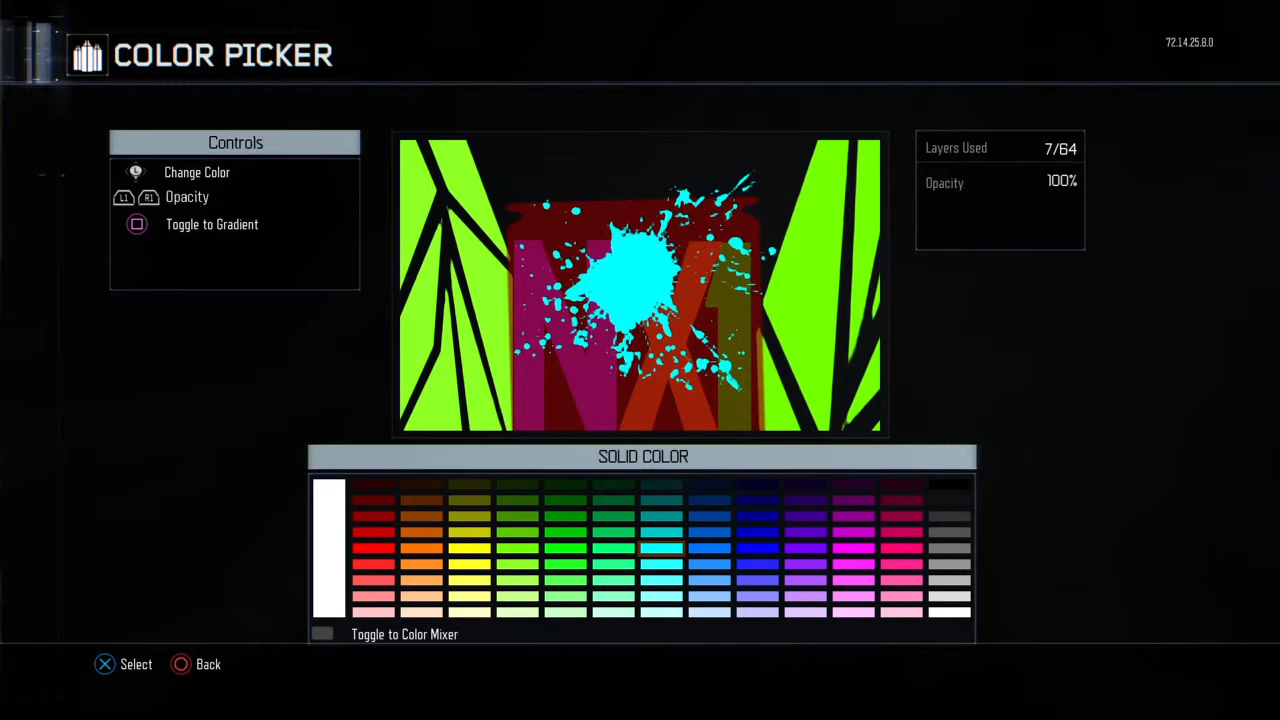 COLOR PICKER
72.14.25.8.0
Controls
L Change Color
L1 R1 Opacity
Toggle to Gradient
Layers Used 7/64
Opacity 100%
NX1
SOLID COLOR
Toggle to Color Mixer
Select Back